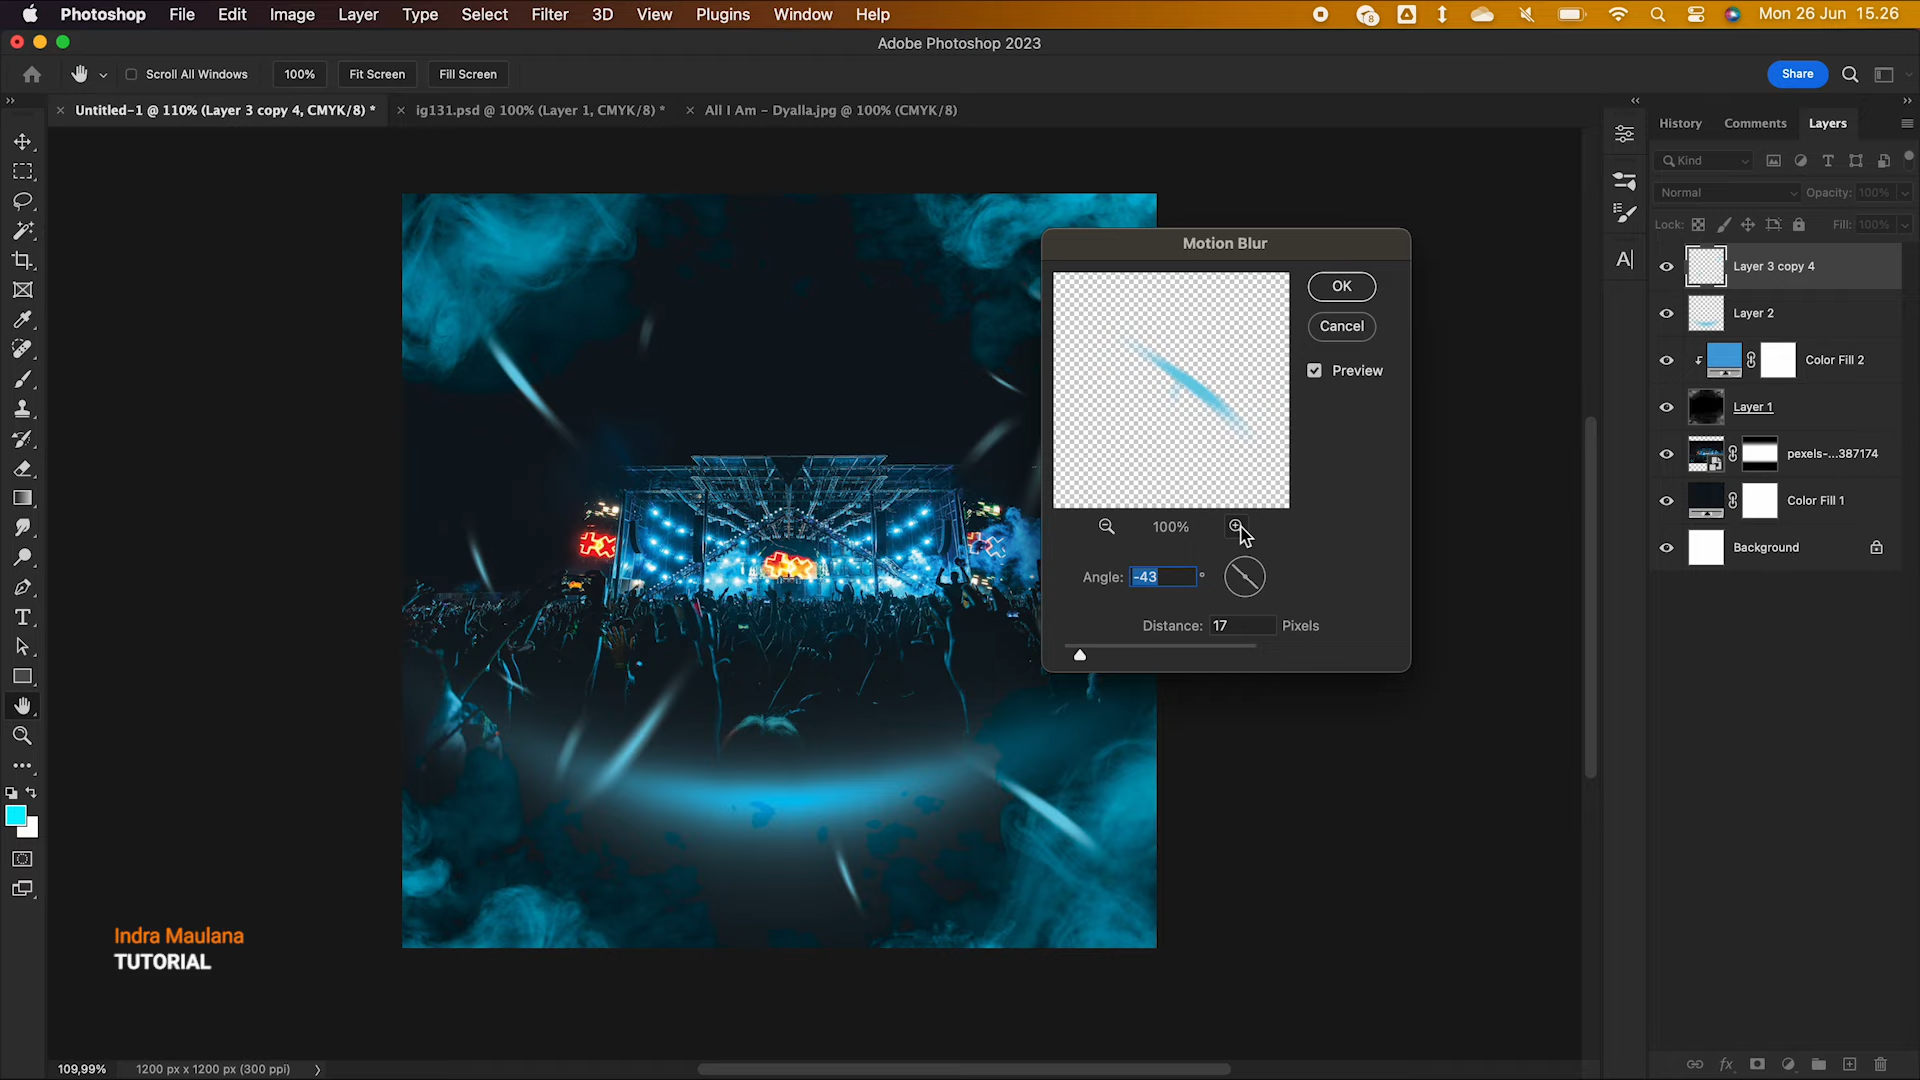 Photoshop File Edit Image Layer Type Select Filter 3D View Plugins Window Help
8
Mon 26 Jun 15.26
Adobe Photoshop 2023
Scroll All Windows 100% Fit Screen Fill Screen
Share
Untitled-1 @ 110% (Layer 3 copy 4, CMYK/8) *
ig131.psd @ 100% (Layer 1, CMYK/8) *
All I Am – Dyalla.jpg @ 100% (CMYK/8)
History Comments Layers
Kind
Normal Opacity: 100%
Lock: Fill: 100%
Layer 3 copy 4
Layer 2
Color Fill 2
Layer 1
pexels-...387174
Color Fill 1
Background
Motion Blur
OK
Cancel
Preview
100%
Angle: -43 °
Distance: 17 Pixels
Indra Maulana
TUTORIAL
109,99% 1200 px x 1200 px (300 ppi)
fx